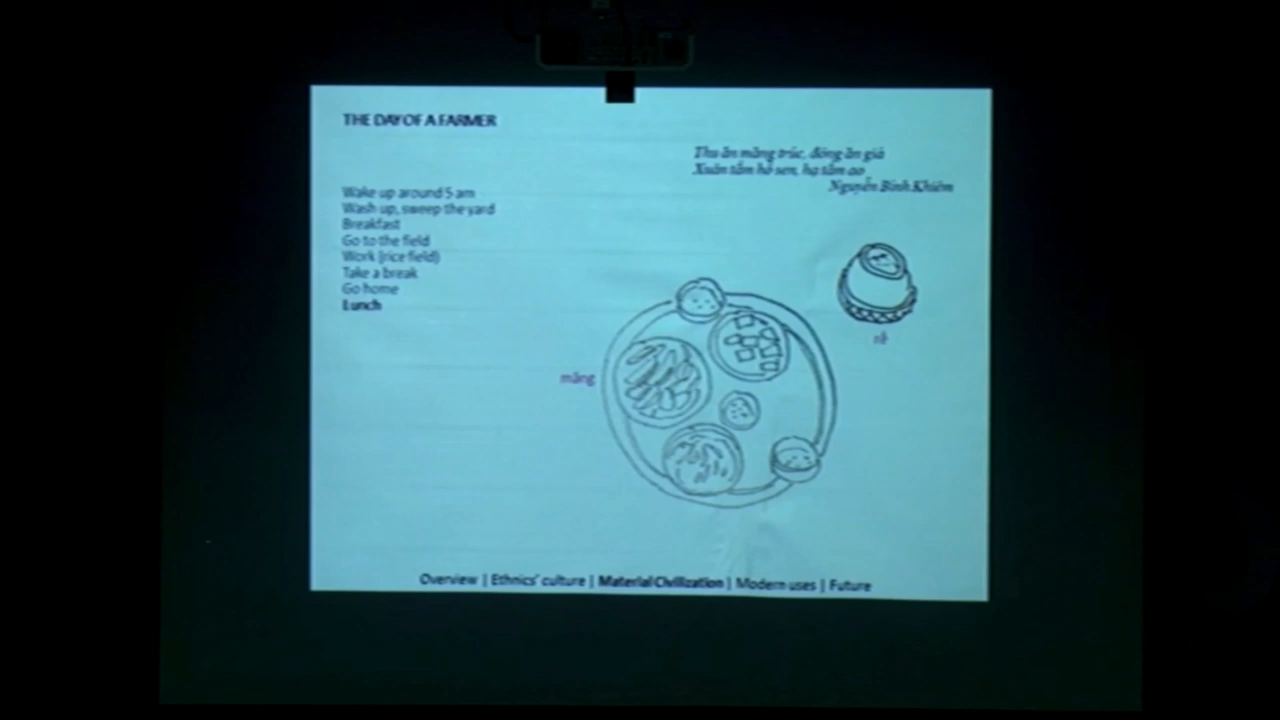 THE DAY OF A FARMER
Thu ăn măng trúc, đông ăn giá
Xuân tắm hồ sen, hạ tắm ao
Nguyễn Bỉnh Khiêm
Wake up around 5 am
Wash up, sweep the yard
Breakfast
Go to the field
Work (rice field)
Take a break
Go home
Lunch
măng
rế
Overview | Ethnics' culture | Material Civilization | Modern uses | Future